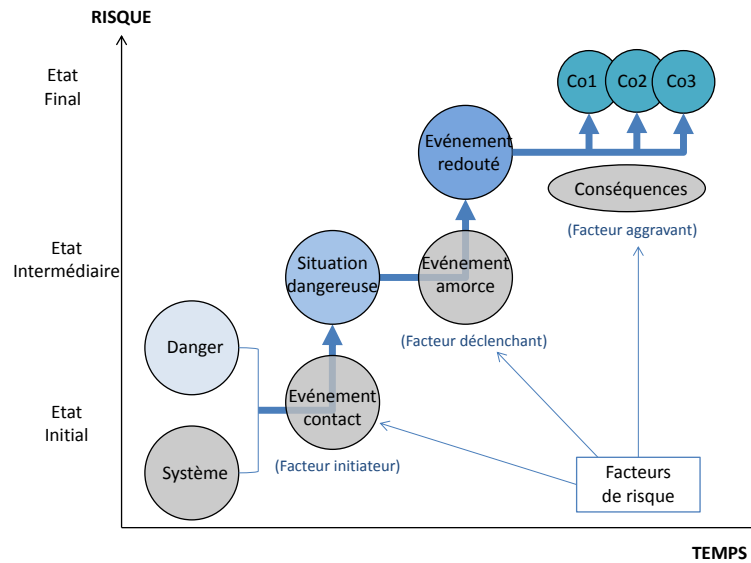 RISQUE
Etat
Final
Co1
Co2
Co3
Evénement
redouté
Conséquences
(Facteur aggravant)
Etat
Intermédiaire
Situation
dangereuse
Evénement
amorce
(Facteur déclenchant)
Danger
Etat
Initial
Evénement
contact
(Facteur initiateur)
Système
Facteurs
de risque
TEMPS